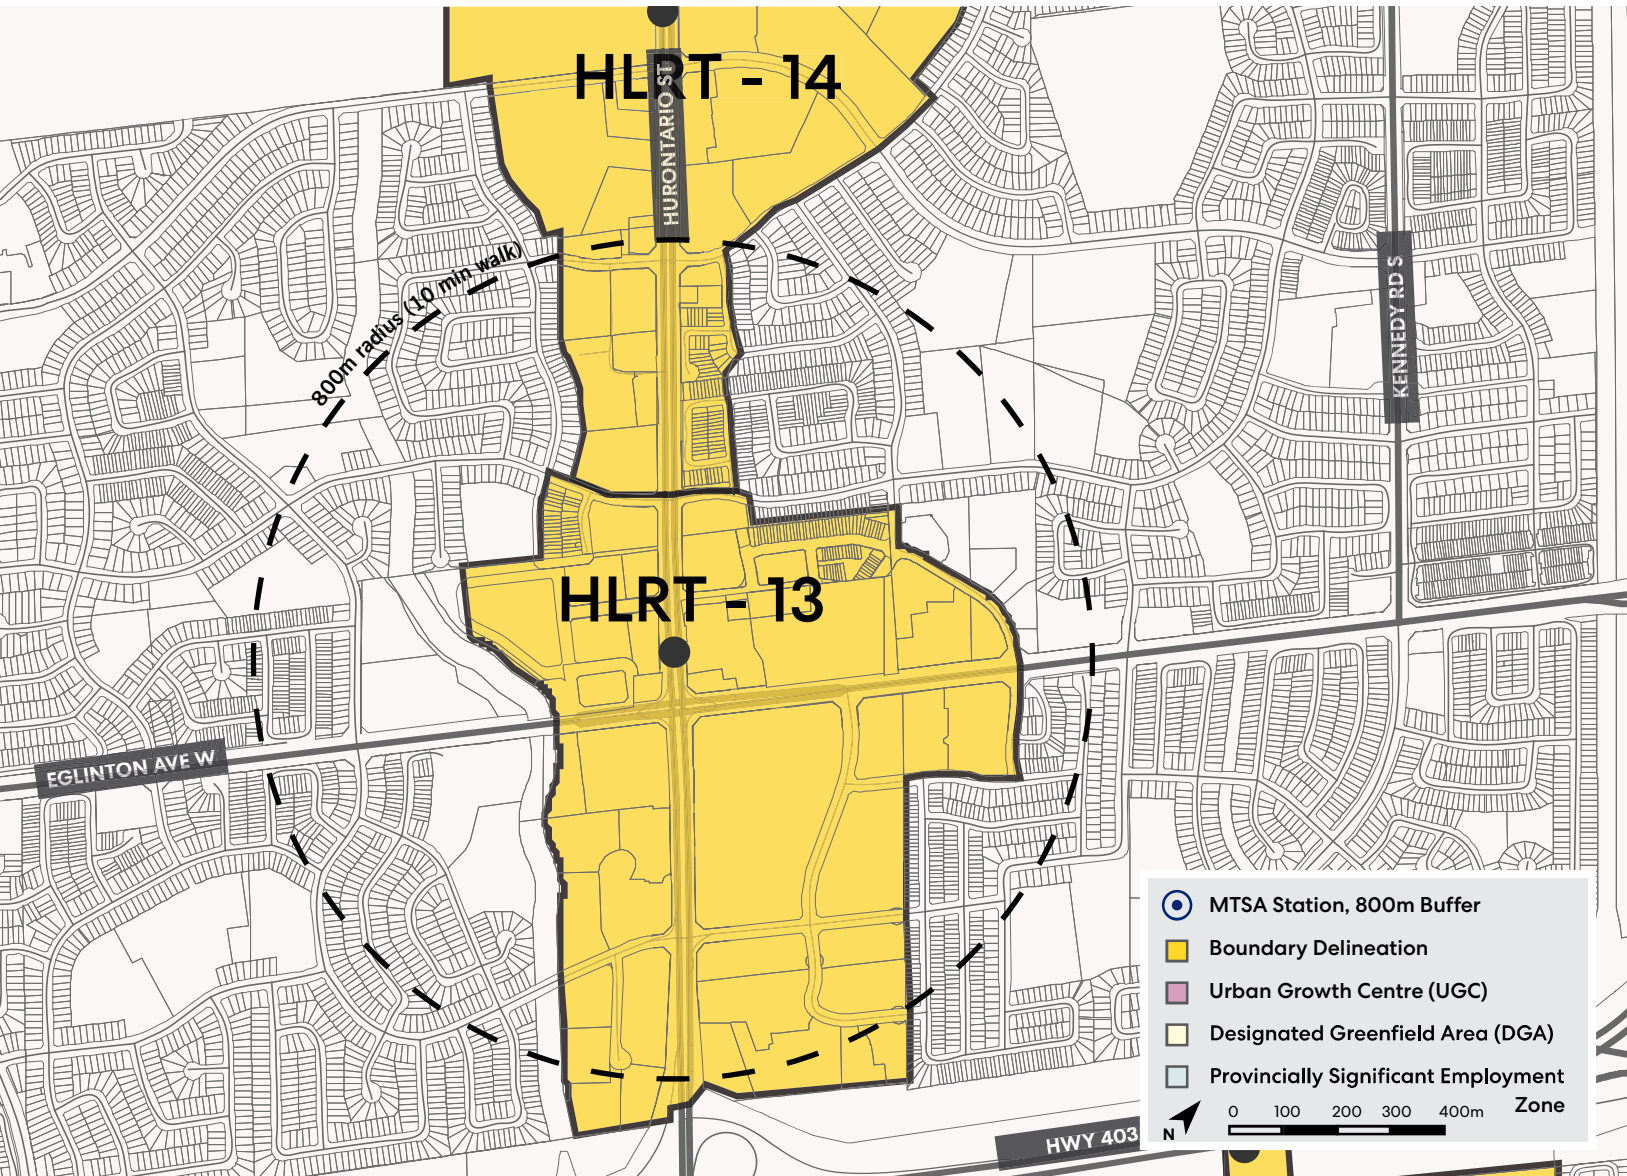 HLRT - 14
HURONTARIO ST
800m radius (10 min walk)
KENNEDY RD S
HLRT - 13
EGLINTON AVE W
MTSA Station, 800m Buffer
Boundary Delineation
Urban Growth Centre (UGC)
Designated Greenfield Area (DGA)
Provincially Significant Employment
Zone
0 100 200 300 400m
N
HWY 403